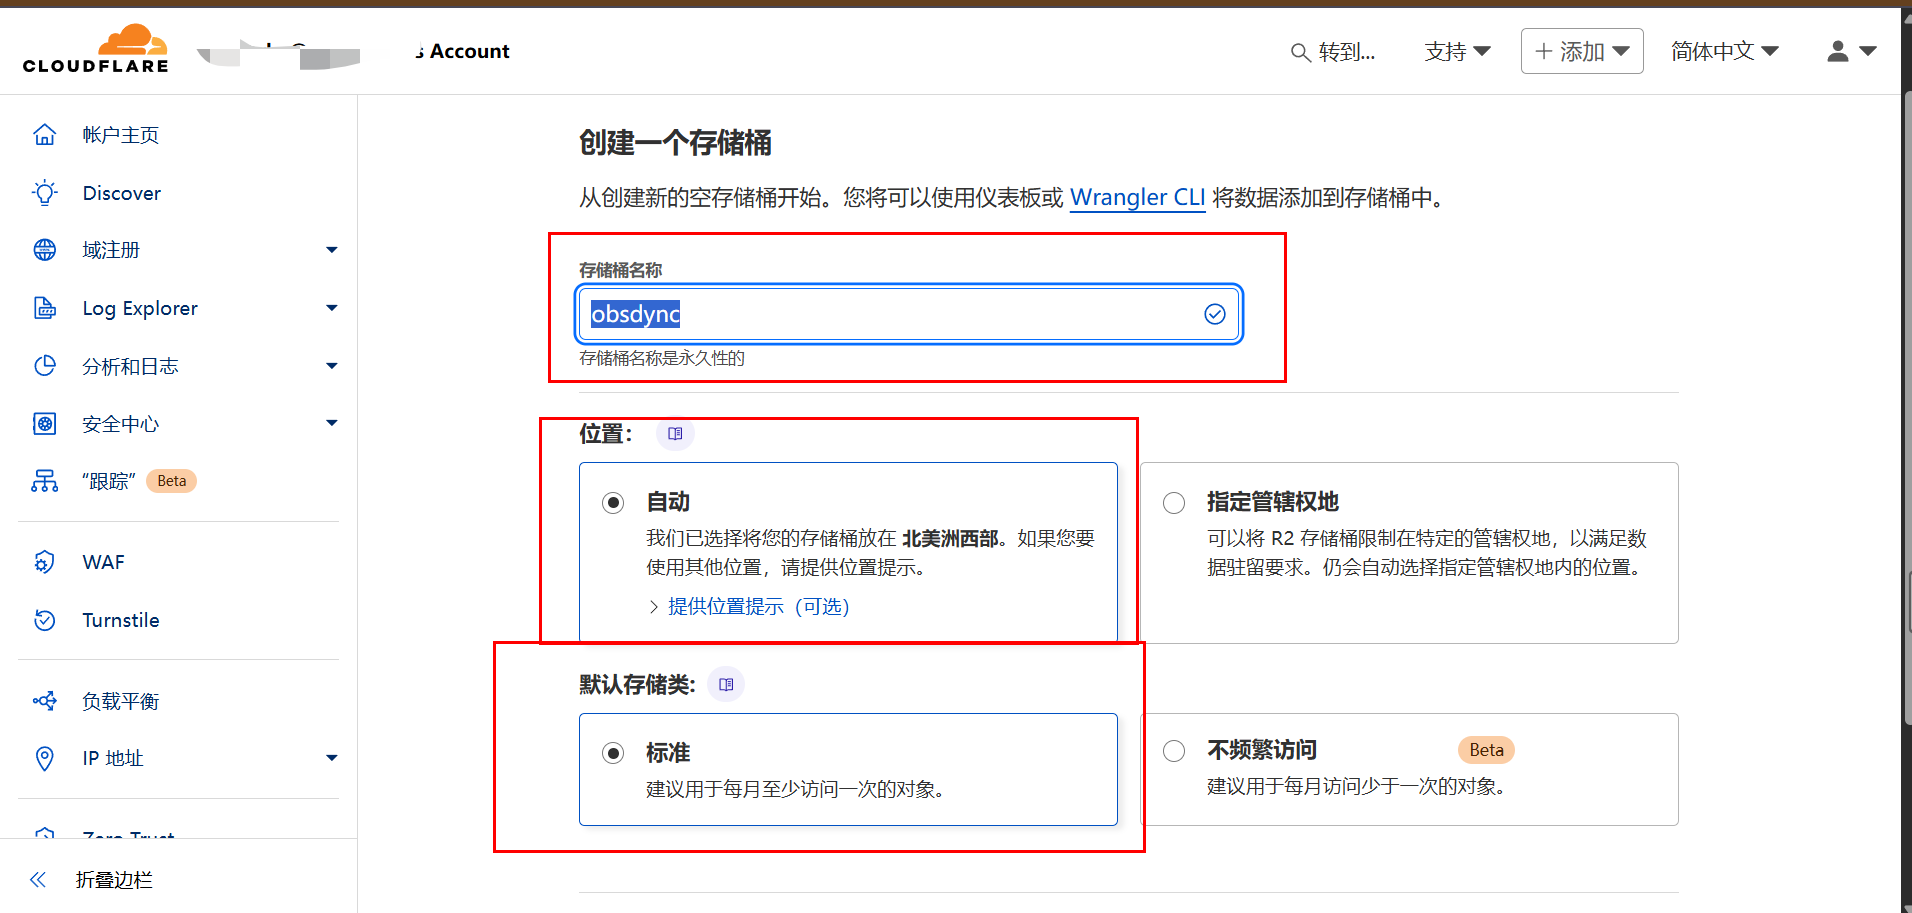 CLOUDFLARE
s Account
转到...
支持
添加
简体中文
帐户主页
Discover
域注册
Log Explorer
分析和日志
安全中心
“跟踪” Beta
WAF
Turnstile
负载平衡
IP 地址
Zero Trust
折叠边栏
创建一个存储桶
从创建新的空存储桶开始。您将可以使用仪表板或 Wrangler CLI 将数据添加到存储桶中。
存储桶名称
obsdync
存储桶名称是永久性的
位置：
自动
我们已选择将您的存储桶放在 北美洲西部。如果您要
使用其他位置，请提供位置提示。
提供位置提示（可选）
指定管辖权地
可以将 R2 存储桶限制在特定的管辖权地，以满足数
据驻留要求。仍会自动选择指定管辖权地内的位置。
默认存储类:
标准
建议用于每月至少访问一次的对象。
不频繁访问 Beta
建议用于每月访问少于一次的对象。